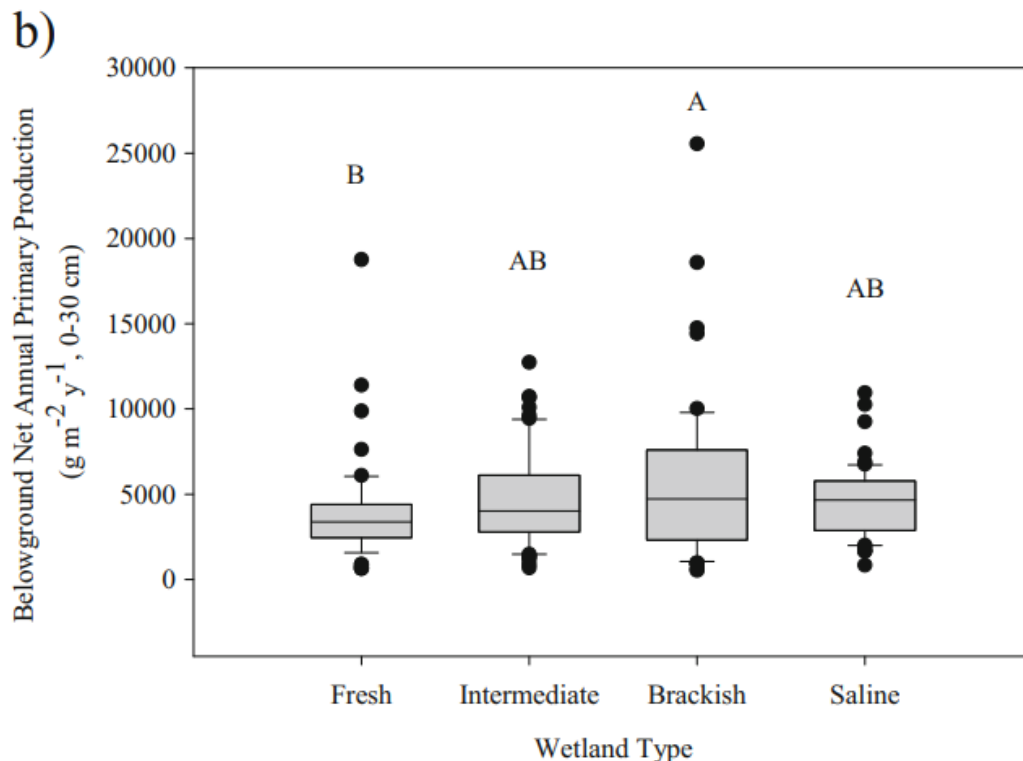 b)
Belowground Net Annual Primary Production
(g m⁻² y⁻¹, 0-30 cm)
30000
25000
20000
15000
10000
5000
0
B
AB
A
AB
Fresh Intermediate Brackish Saline
Wetland Type